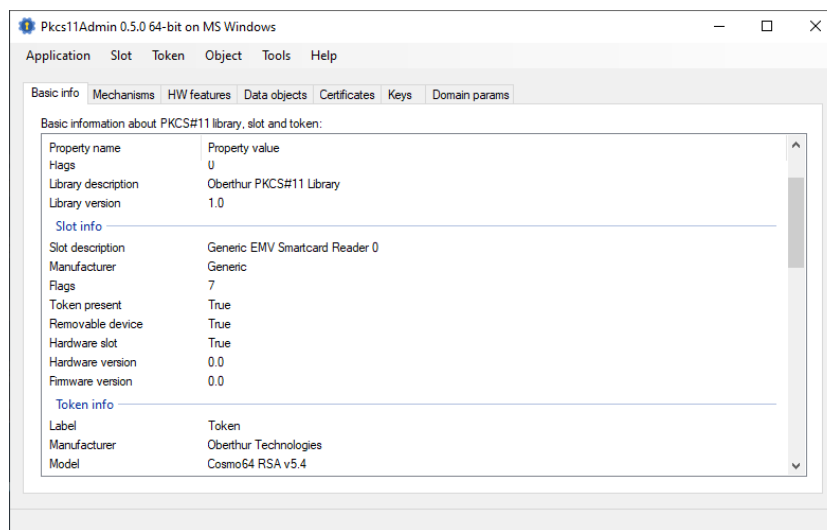 Pkcs11Admin 0.5.0 64-bit on MS Windows
Application Slot Token Object Tools Help
Basic info Mechanisms HW features Data objects Certificates Keys Domain params
Basic information about PKCS#11 library, slot and token:
Property name Property value
Flags 0
Library description Oberthur PKCS#11 Library
Library version 1.0
Slot info
Slot description Generic EMV Smartcard Reader 0
Manufacturer Generic
Flags 7
Token present True
Removable device True
Hardware slot True
Hardware version 0.0
Firmware version 0.0
Token info
Label Token
Manufacturer Oberthur Technologies
Model Cosmo64 RSA v5.4